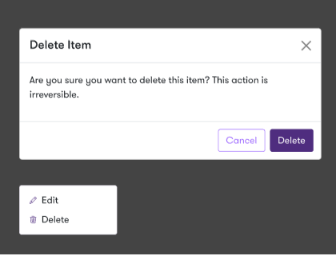 Delete Item
Are you sure you want to delete this item? This action is
irreversible.
Cancel
Delete
Edit
Delete